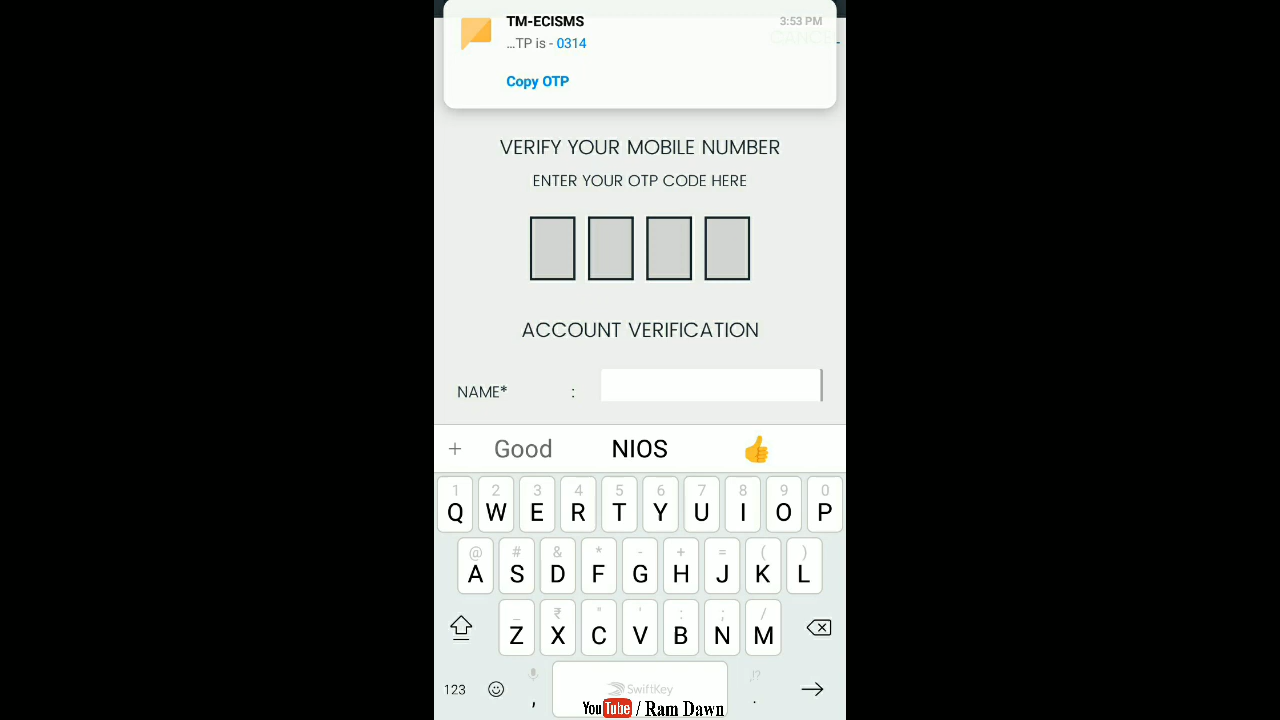 TM-ECISMS
3:53 PM
...TP is - 0314
CANCEL
Copy OTP
VERIFY YOUR MOBILE NUMBER
ENTER YOUR OTP CODE HERE
ACCOUNT VERIFICATION
NAME* :
+ Good NIOS 👍
1 2 3 4 5 6 7 8 9 0
Q W E R T Y U I O P
@ # & * - + = ( )
A S D F G H J K L
_ ₹ " ' : ; /
Z X C V B N M
123 , SwiftKey ,!? .
YouTube / Ram Dawn